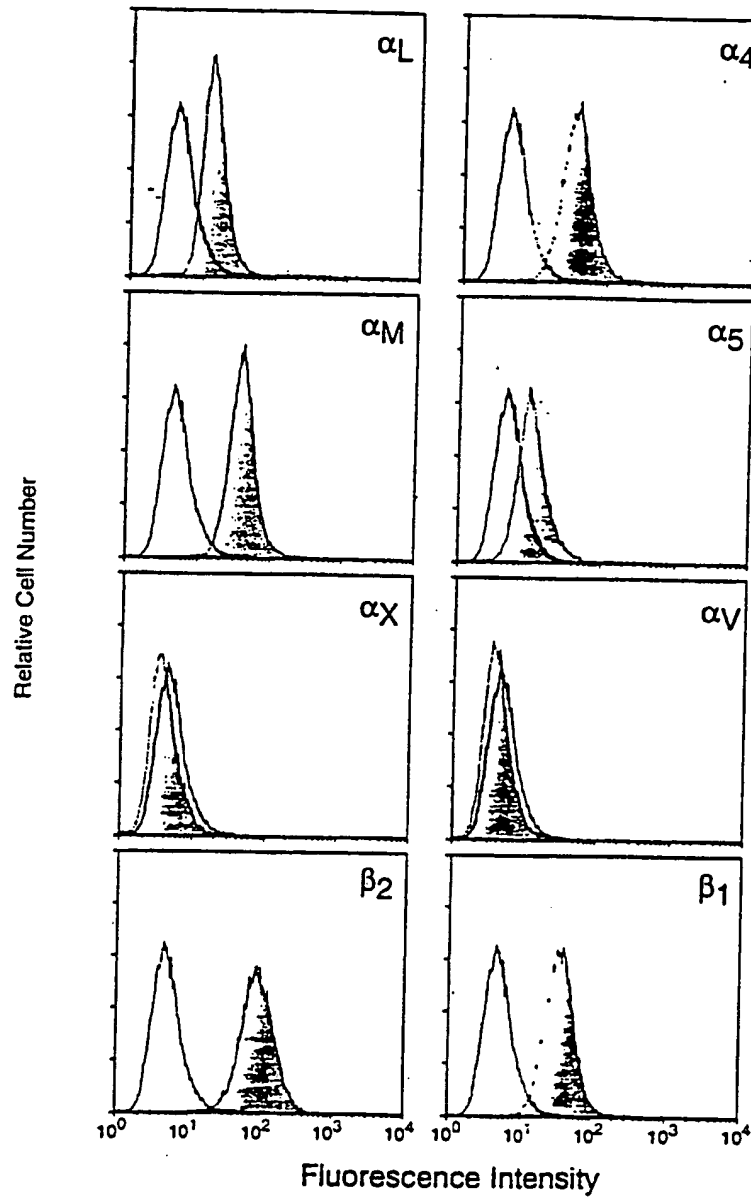 αL
α4
αM
α5
αX
αV
β2
β1
Relative Cell Number
10⁰ 10¹ 10² 10³ 10⁴
10⁰ 10¹ 10² 10³ 10⁴
Fluorescence Intensity